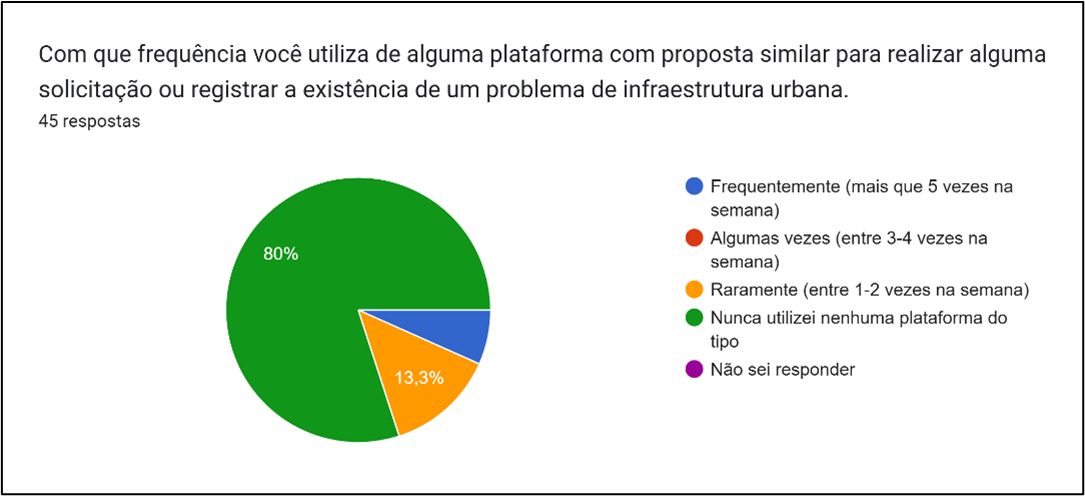 Com que frequência você utiliza de alguma plataforma com proposta similar para realizar alguma
solicitação ou registrar a existência de um problema de infraestrutura urbana.
45 respostas
80%
13,3%
Frequentemente (mais que 5 vezes na
semana)
Algumas vezes (entre 3-4 vezes na
semana)
Raramente (entre 1-2 vezes na semana)
Nunca utilizei nenhuma plataforma do
tipo
Não sei responder